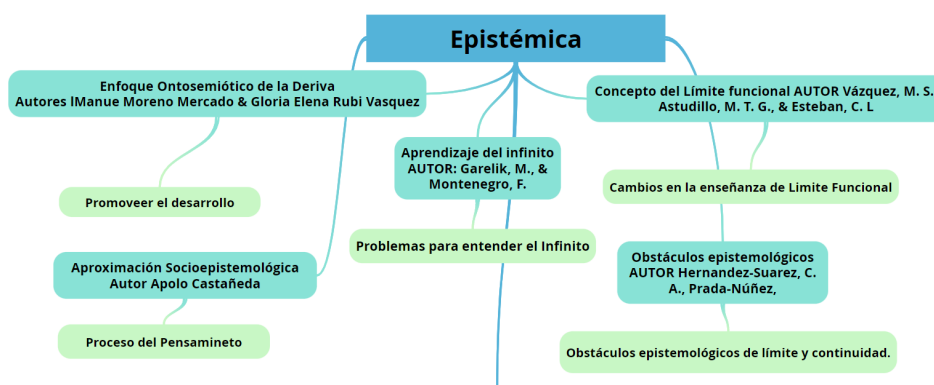 Epistémica
Enfoque Ontosemiótico de la Deriva
Autores lManue Moreno Mercado & Gloria Elena Rubi Vasquez
Promoveer el desarrollo
Aproximación Socioepistemológica
Autor Apolo Castañeda
Proceso del Pensamineto
Aprendizaje del infinito
AUTOR: Garelik, M., &
Montenegro, F.
Problemas para entender el Infinito
Concepto del Límite funcional AUTOR Vázquez, M. S.
Astudillo, M. T. G., & Esteban, C. L
Cambios en la enseñanza de Limite Funcional
Obstáculos epistemológicos
AUTOR Hernandez-Suarez, C.
A., Prada-Núñez,
Obstáculos epistemológicos de límite y continuidad.